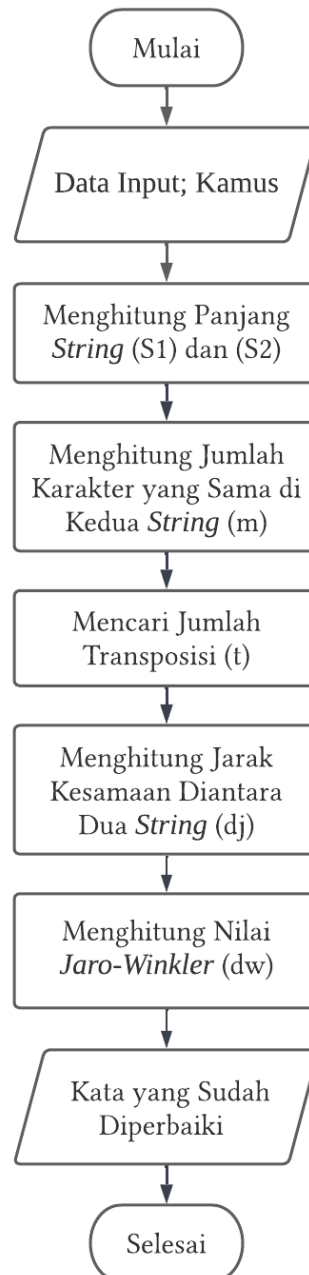 Mulai
Data Input; Kamus
Menghitung Panjang
String (S1) dan (S2)
Menghitung Jumlah
Karakter yang Sama di
Kedua String (m)
Mencari Jumlah
Transposisi (t)
Menghitung Jarak
Kesamaan Diantara
Dua String (dj)
Menghitung Nilai
Jaro-Winkler (dw)
Kata yang Sudah
Diperbaiki
Selesai